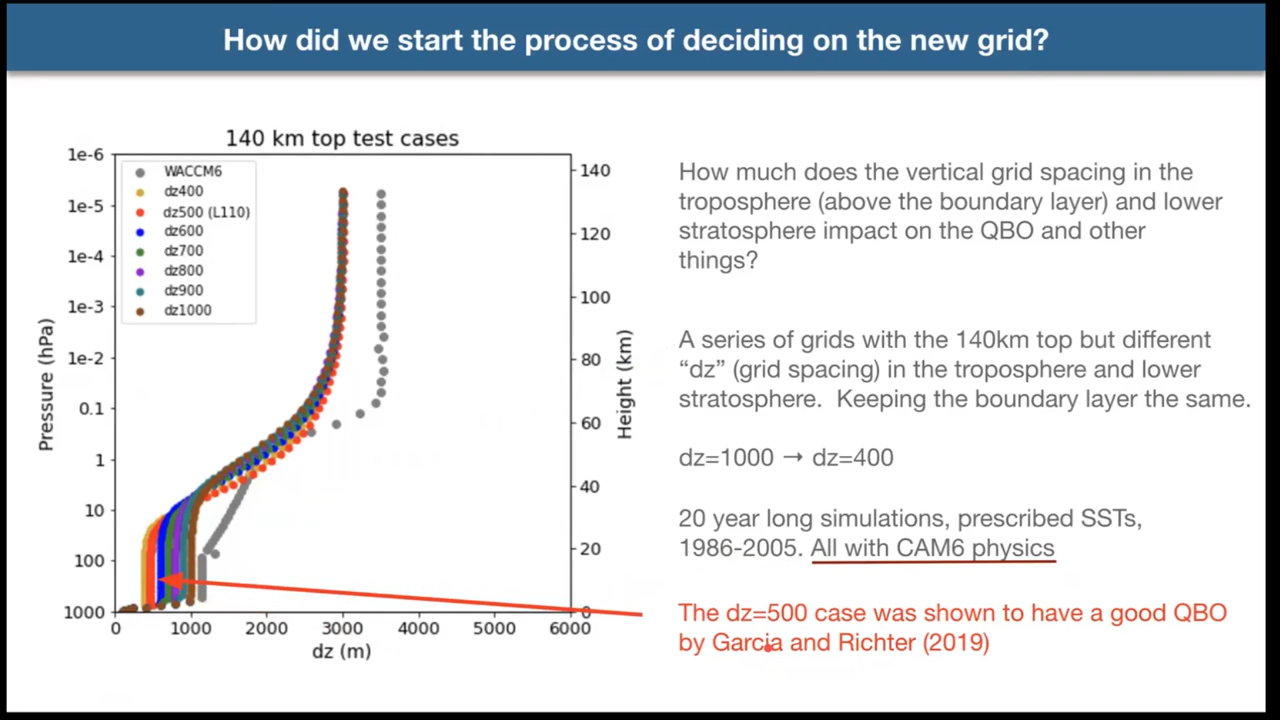 How did we start the process of deciding on the new grid?
140 km top test cases
WACCM6
dz400
dz500 (L110)
dz600
dz700
dz800
dz900
dz1000
1e-6
1e-5
1e-4
1e-3
1e-2
0.1
1
10
100
1000
Pressure (hPa)
140
120
100
80
60
40
20
0
Height (km)
0
1000
2000
3000
4000
5000
6000
dz (m)
How much does the vertical grid spacing in the
troposphere (above the boundary layer) and lower
stratosphere impact on the QBO and other
things?
A series of grids with the 140km top but different
“dz” (grid spacing) in the troposphere and lower
stratosphere. Keeping the boundary layer the same.
dz=1000 → dz=400
20 year long simulations, prescribed SSTs,
1986-2005. All with CAM6 physics
The dz=500 case was shown to have a good QBO
by Garcia and Richter (2019)